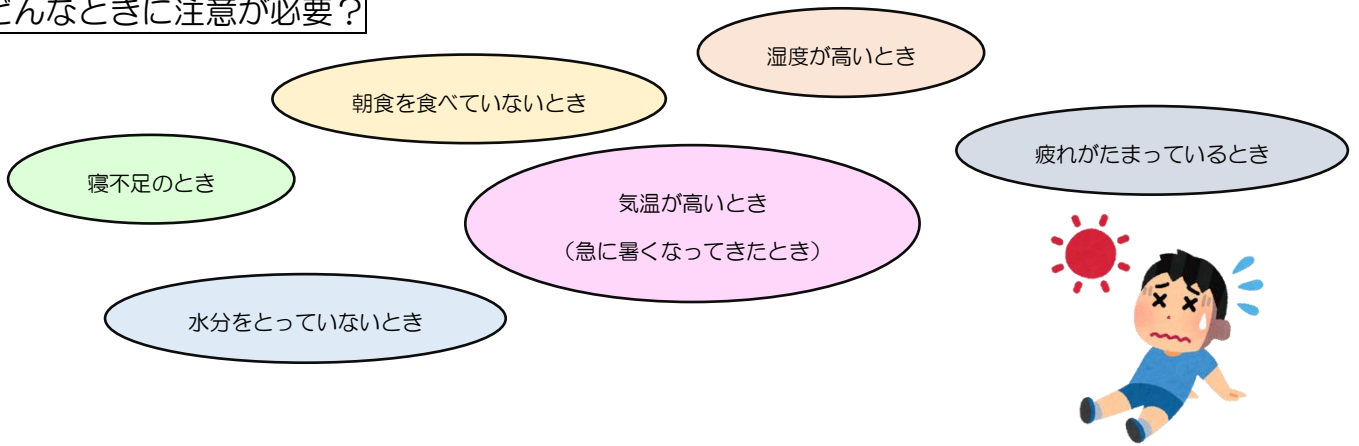 どんなときに注意が必要？
湿度が高いとき
朝食を食べていないとき
疲れがたまっているとき
寝不足のとき
気温が高いとき
（急に暑くなってきたとき）
水分をとっていないとき